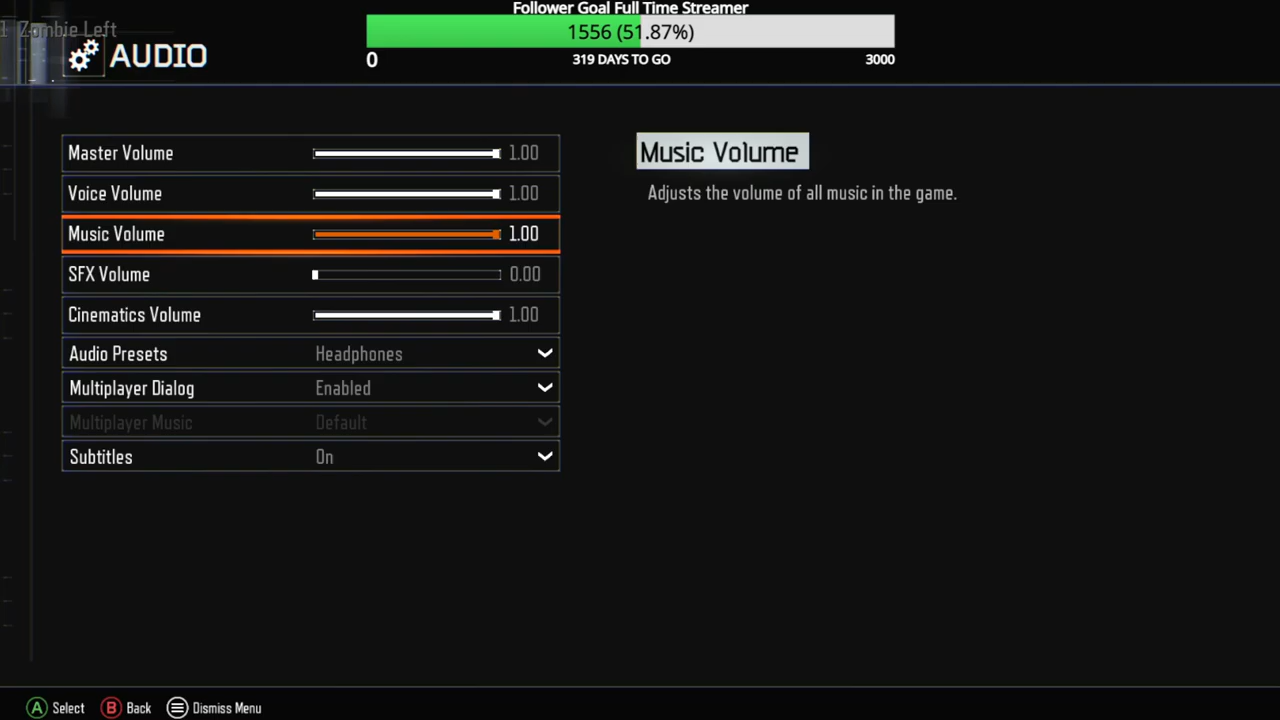 Follower Goal Full Time Streamer
1 Zombie Left
1556 (51.87%)
AUDIO
0
319 DAYS TO GO
3000
Master Volume 1.00
Voice Volume 1.00
Music Volume 1.00
SFX Volume 0.00
Cinematics Volume 1.00
Audio Presets Headphones
Multiplayer Dialog Enabled
Multiplayer Music Default
Subtitles On
Music Volume
Adjusts the volume of all music in the game.
A Select B Back Dismiss Menu